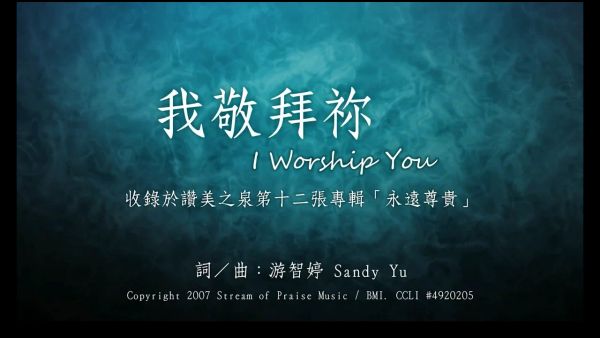 我敬拜祢
I Worship You
收錄於讚美之泉第十二張專輯「永遠尊貴」
詞／曲：游智婷 Sandy Yu
Copyright 2007 Stream of Praise Music / BMI. CCLI #4920205